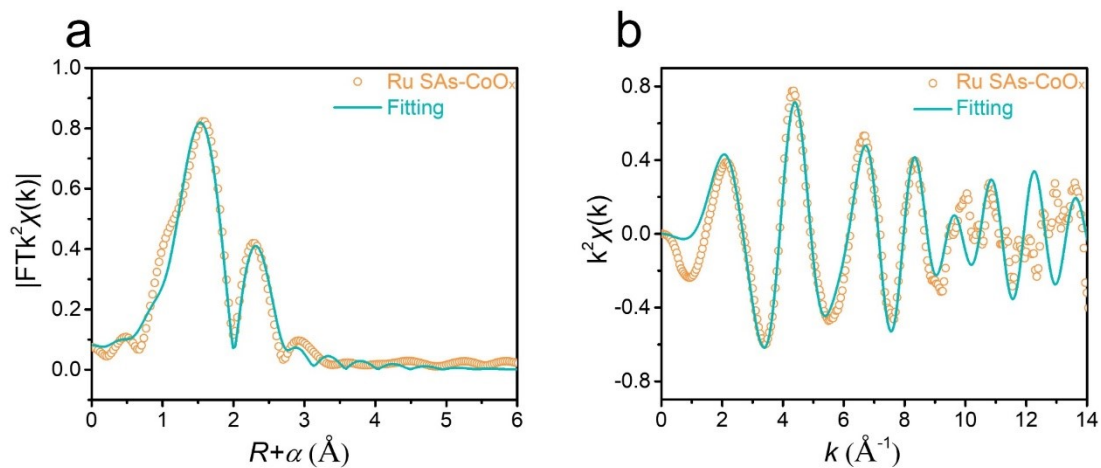 a
1.0
0.8
0.6
0.4
0.2
0.0
|FTk²χ(k)|
Ru SAs-CoOₓ
Fitting
0 1 2 3 4 5 6
R+α (Å)
b
0.8
0.4
0.0
-0.4
-0.8
k²χ(k)
Ru SAs-CoOₓ
Fitting
0 2 4 6 8 10 12 14
k (Å⁻¹)